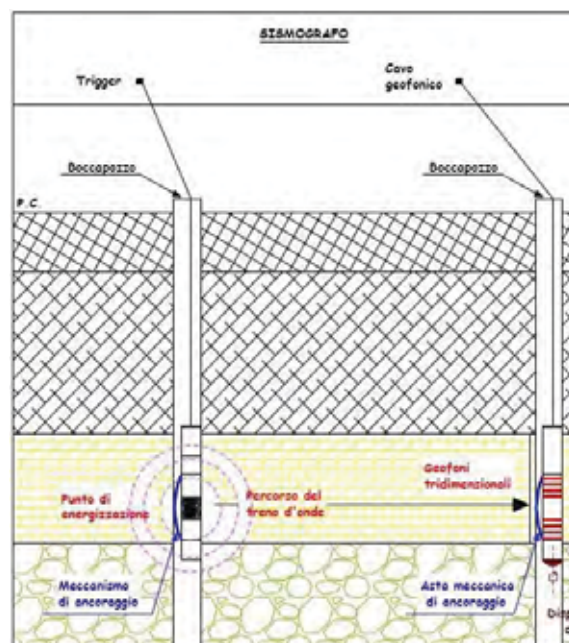 SISMOGRAFO
Trigger
Cavo
geofonico
Boccapozzo
Boccapozzo
P.C.
Geofoni
tridimensionali
Punto di
energizzazione
Percorso del
treno d'onde
Meccanismo
di ancoraggio
Asta meccanica
di ancoraggio